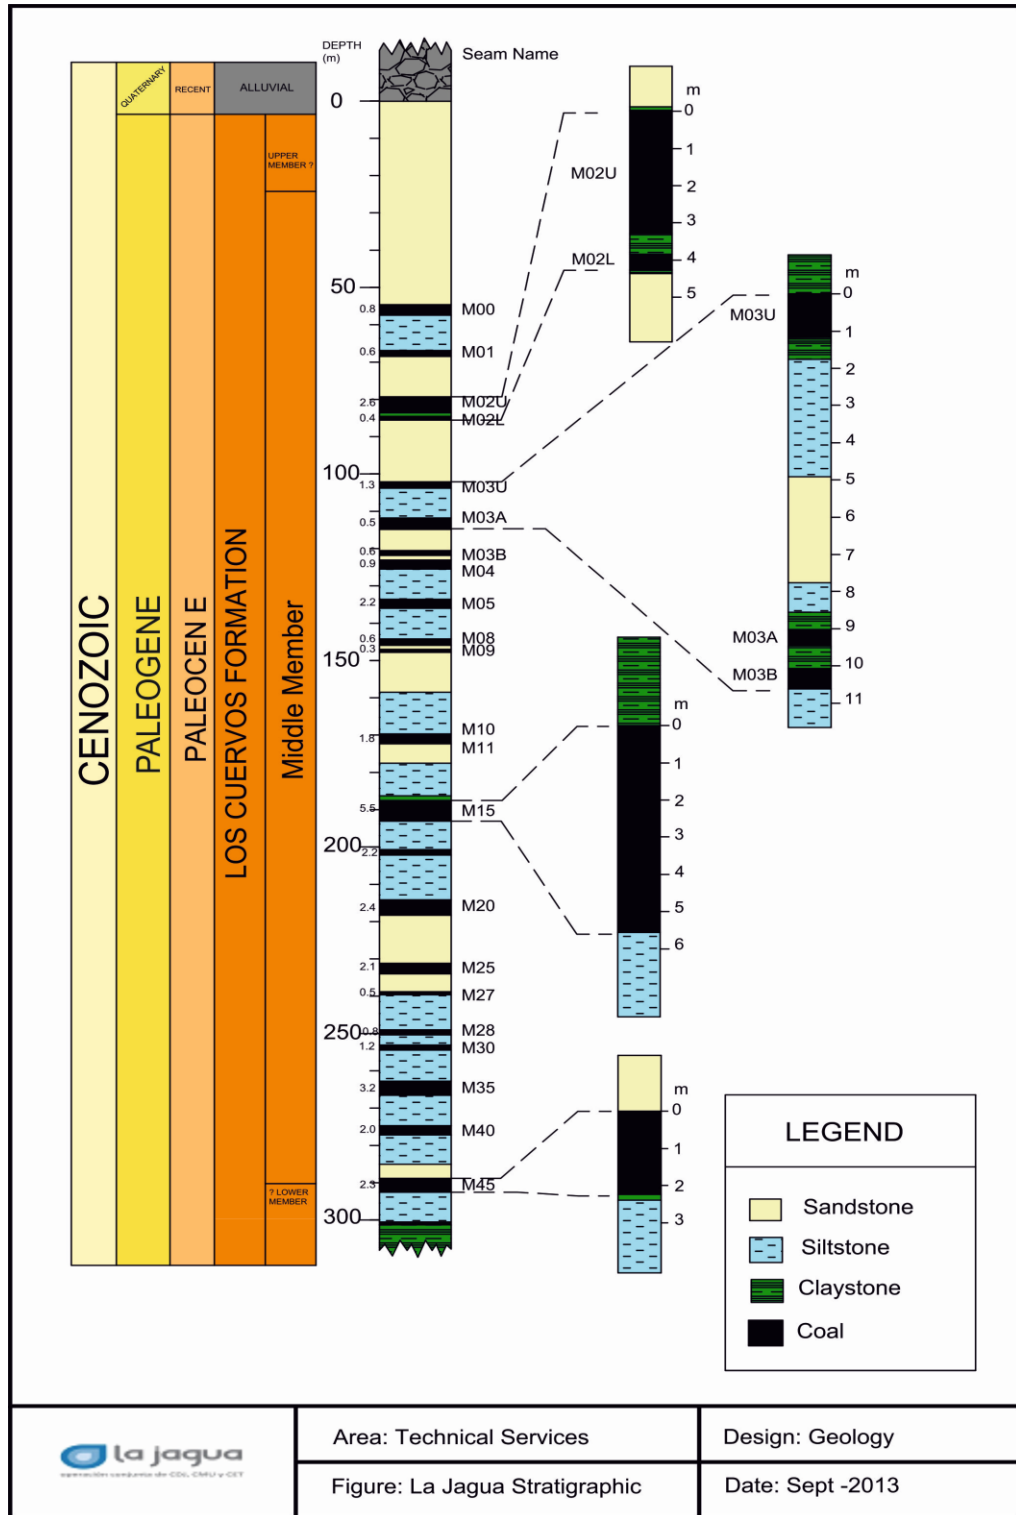 DEPTH
(m)
Seam Name
QUATERNARY
RECENT
ALLUVIAL
UPPER
MEMBER ?
CENOZOIC
PALEOGENE
PALEOCEN E
LOS CUERVOS FORMATION
Middle Member
? LOWER
MEMBER
0
50
100
150
200
250
300
0.8
0.6
2.6
0.4
1.3
0.5
0.6
0.9
2.2
0.6
0.3
1.8
5.5
2.2
2.4
2.1
0.5
0.8
1.2
3.2
2.0
2.3
M00
M01
M02U
M02L
M03U
M03A
M03B
M04
M05
M08
M09
M10
M11
M15
M20
M25
M27
M28
M30
M35
M40
M45
m
0
1
2
3
4
5
M02U
M02L
m
0
1
2
3
4
5
6
7
8
9
10
11
M03U
M03A
M03B
m
0
1
2
3
4
5
6
m
0
1
2
3
LEGEND
Sandstone
Siltstone
Claystone
Coal
la jagua
operación conjunta de CDJ, CMU y CET
Area: Technical Services
Design: Geology
Figure: La Jagua Stratigraphic
Date: Sept -2013